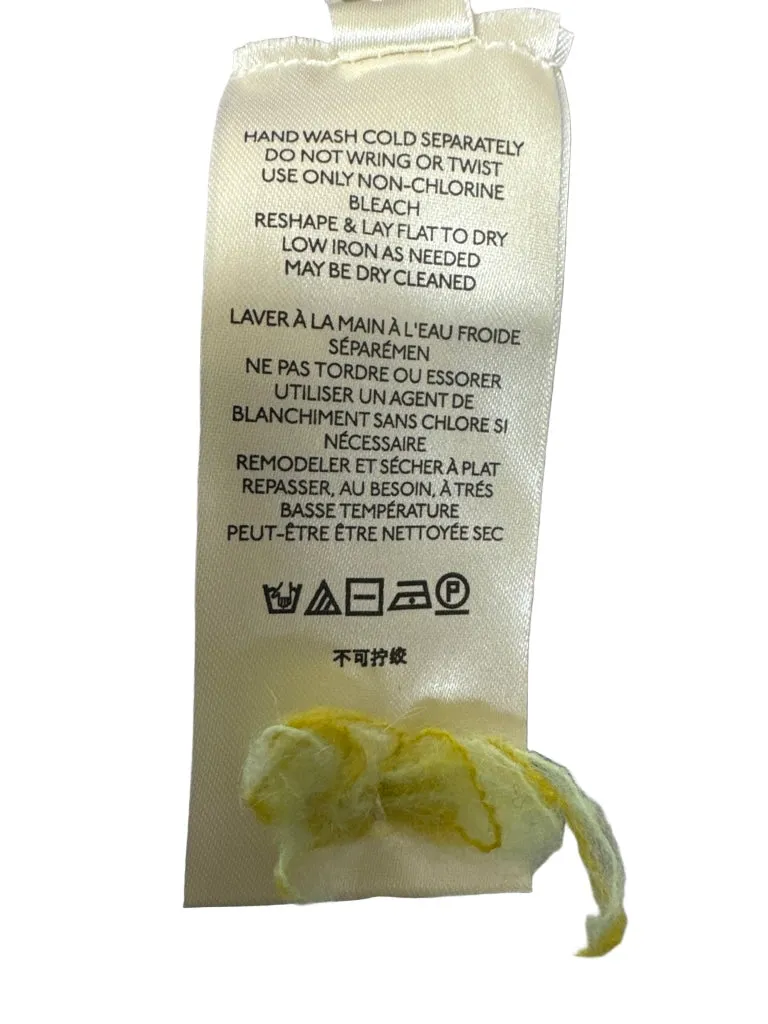 HAND WASH COLD SEPARATELY
DO NOT WRING OR TWIST
USE ONLY NON-CHLORINE
BLEACH
RESHAPE & LAY FLAT TO DRY
LOW IRON AS NEEDED
MAY BE DRY CLEANED
LAVER À LA MAIN À L'EAU FROIDE
SÉPARÉMEN
NE PAS TORDRE OU ESSORER
UTILISER UN AGENT DE
BLANCHIMENT SANS CHLORE SI
NÉCESSAIRE
REMODELER ET SÉCHER À PLAT
REPASSER, AU BESOIN, À TRÉS
BASSE TEMPÉRATURE
PEUT-ÊTRE ÊTRE NETTOYÉE SEC
P
不可拧绞